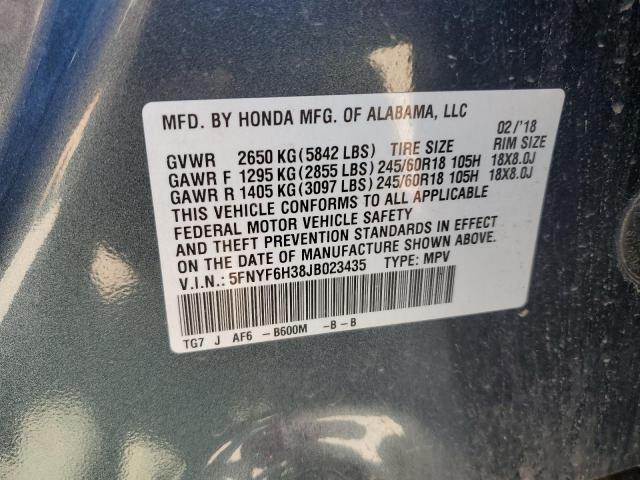 MFD. BY HONDA MFG. OF ALABAMA, LLC
02/'18
GVWR 2650 KG (5842 LBS) TIRE SIZE RIM SIZE
GAWR F 1295 KG (2855 LBS) 245/60R18 105H 18X8.0J
GAWR R 1405 KG (3097 LBS) 245/60R18 105H 18X8.0J
THIS VEHICLE CONFORMS TO ALL APPLICABLE
FEDERAL MOTOR VEHICLE SAFETY
AND THEFT PREVENTION STANDARDS IN EFFECT
ON THE DATE OF MANUFACTURE SHOWN ABOVE.
V.I.N.: 5FNYF6H38JB023435 TYPE: MPV
TG7 J AF6 - B600M -B-B